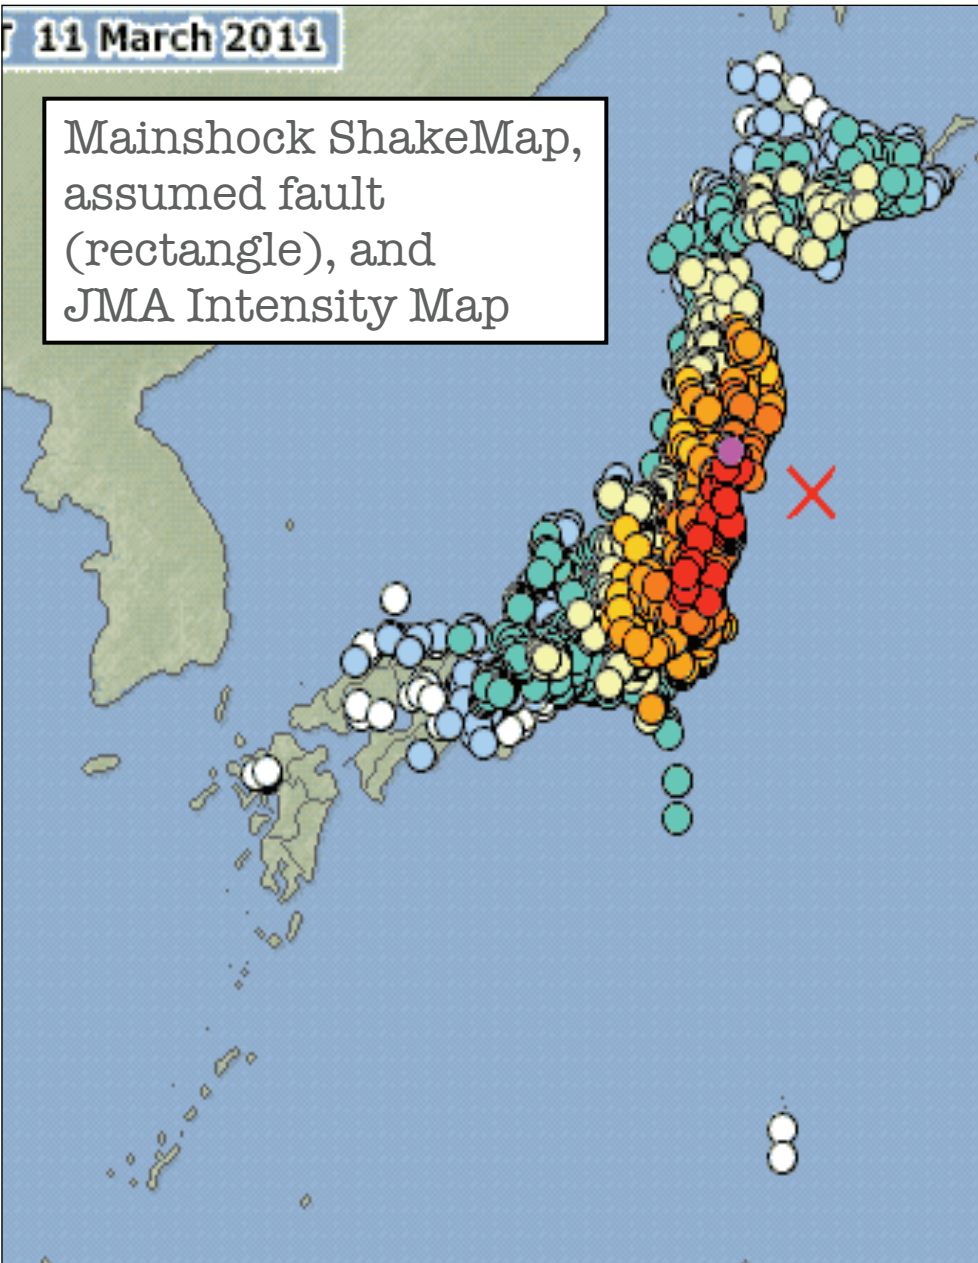 T 11 March 2011
Mainshock ShakeMap,
assumed fault
(rectangle), and
JMA Intensity Map